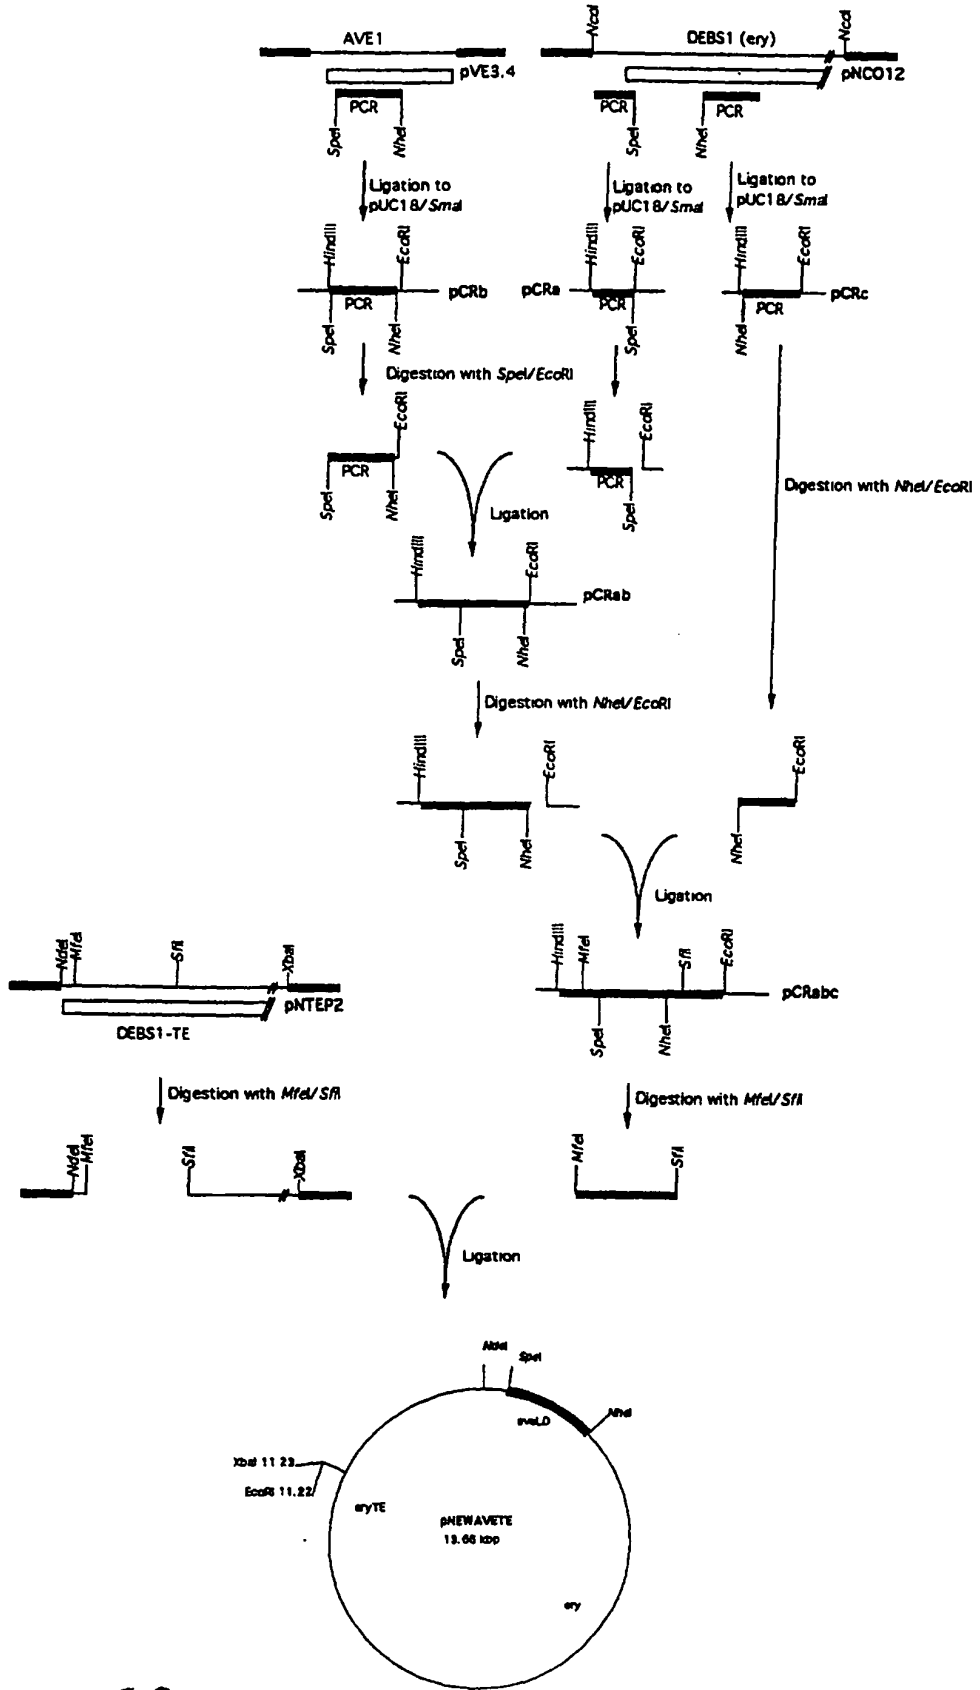 AVE1
NcoI
DEBS1 (ery)
NcoI
pVE3.4
pNCO12
PCR
SpeI
NheI
PCR
SpeI
PCR
NheI
Ligation to
pUC18/SmaI
Ligation to
pUC18/SmaI
Ligation to
pUC18/SmaI
HindIII
EcoRI
pCRb
PCR
SpeI
NheI
pCRa
HindIII
EcoRI
PCR
SpeI
HindIII
EcoRI
pCRc
PCR
NheI
Digestion with SpeI/EcoRI
EcoRI
PCR
SpeI
NheI
HindIII
EcoRI
PCR
SpeI
Digestion with NheI/EcoRI
Ligation
HindIII
EcoRI
pCRab
SpeI
NheI
Digestion with NheI/EcoRI
HindIII
EcoRI
SpeI
NheI
EcoRI
NheI
Ligation
NdeI
MfeI
SfiI
XbaI
pNTEP2
DEBS1-TE
HindIII
MfeI
SfiI
EcoRI
pCRabc
SpeI
NheI
Digestion with MfeI/SfiI
Digestion with MfeI/SfiI
NdeI
MfeI
SfiI
XbaI
MfeI
SfiI
Ligation
NdeI
SpeI
aveLD
NheI
XbaI 11.23
EcoRI 11.22
eryTE
pNEWAVETE
13.66 kbp
ery